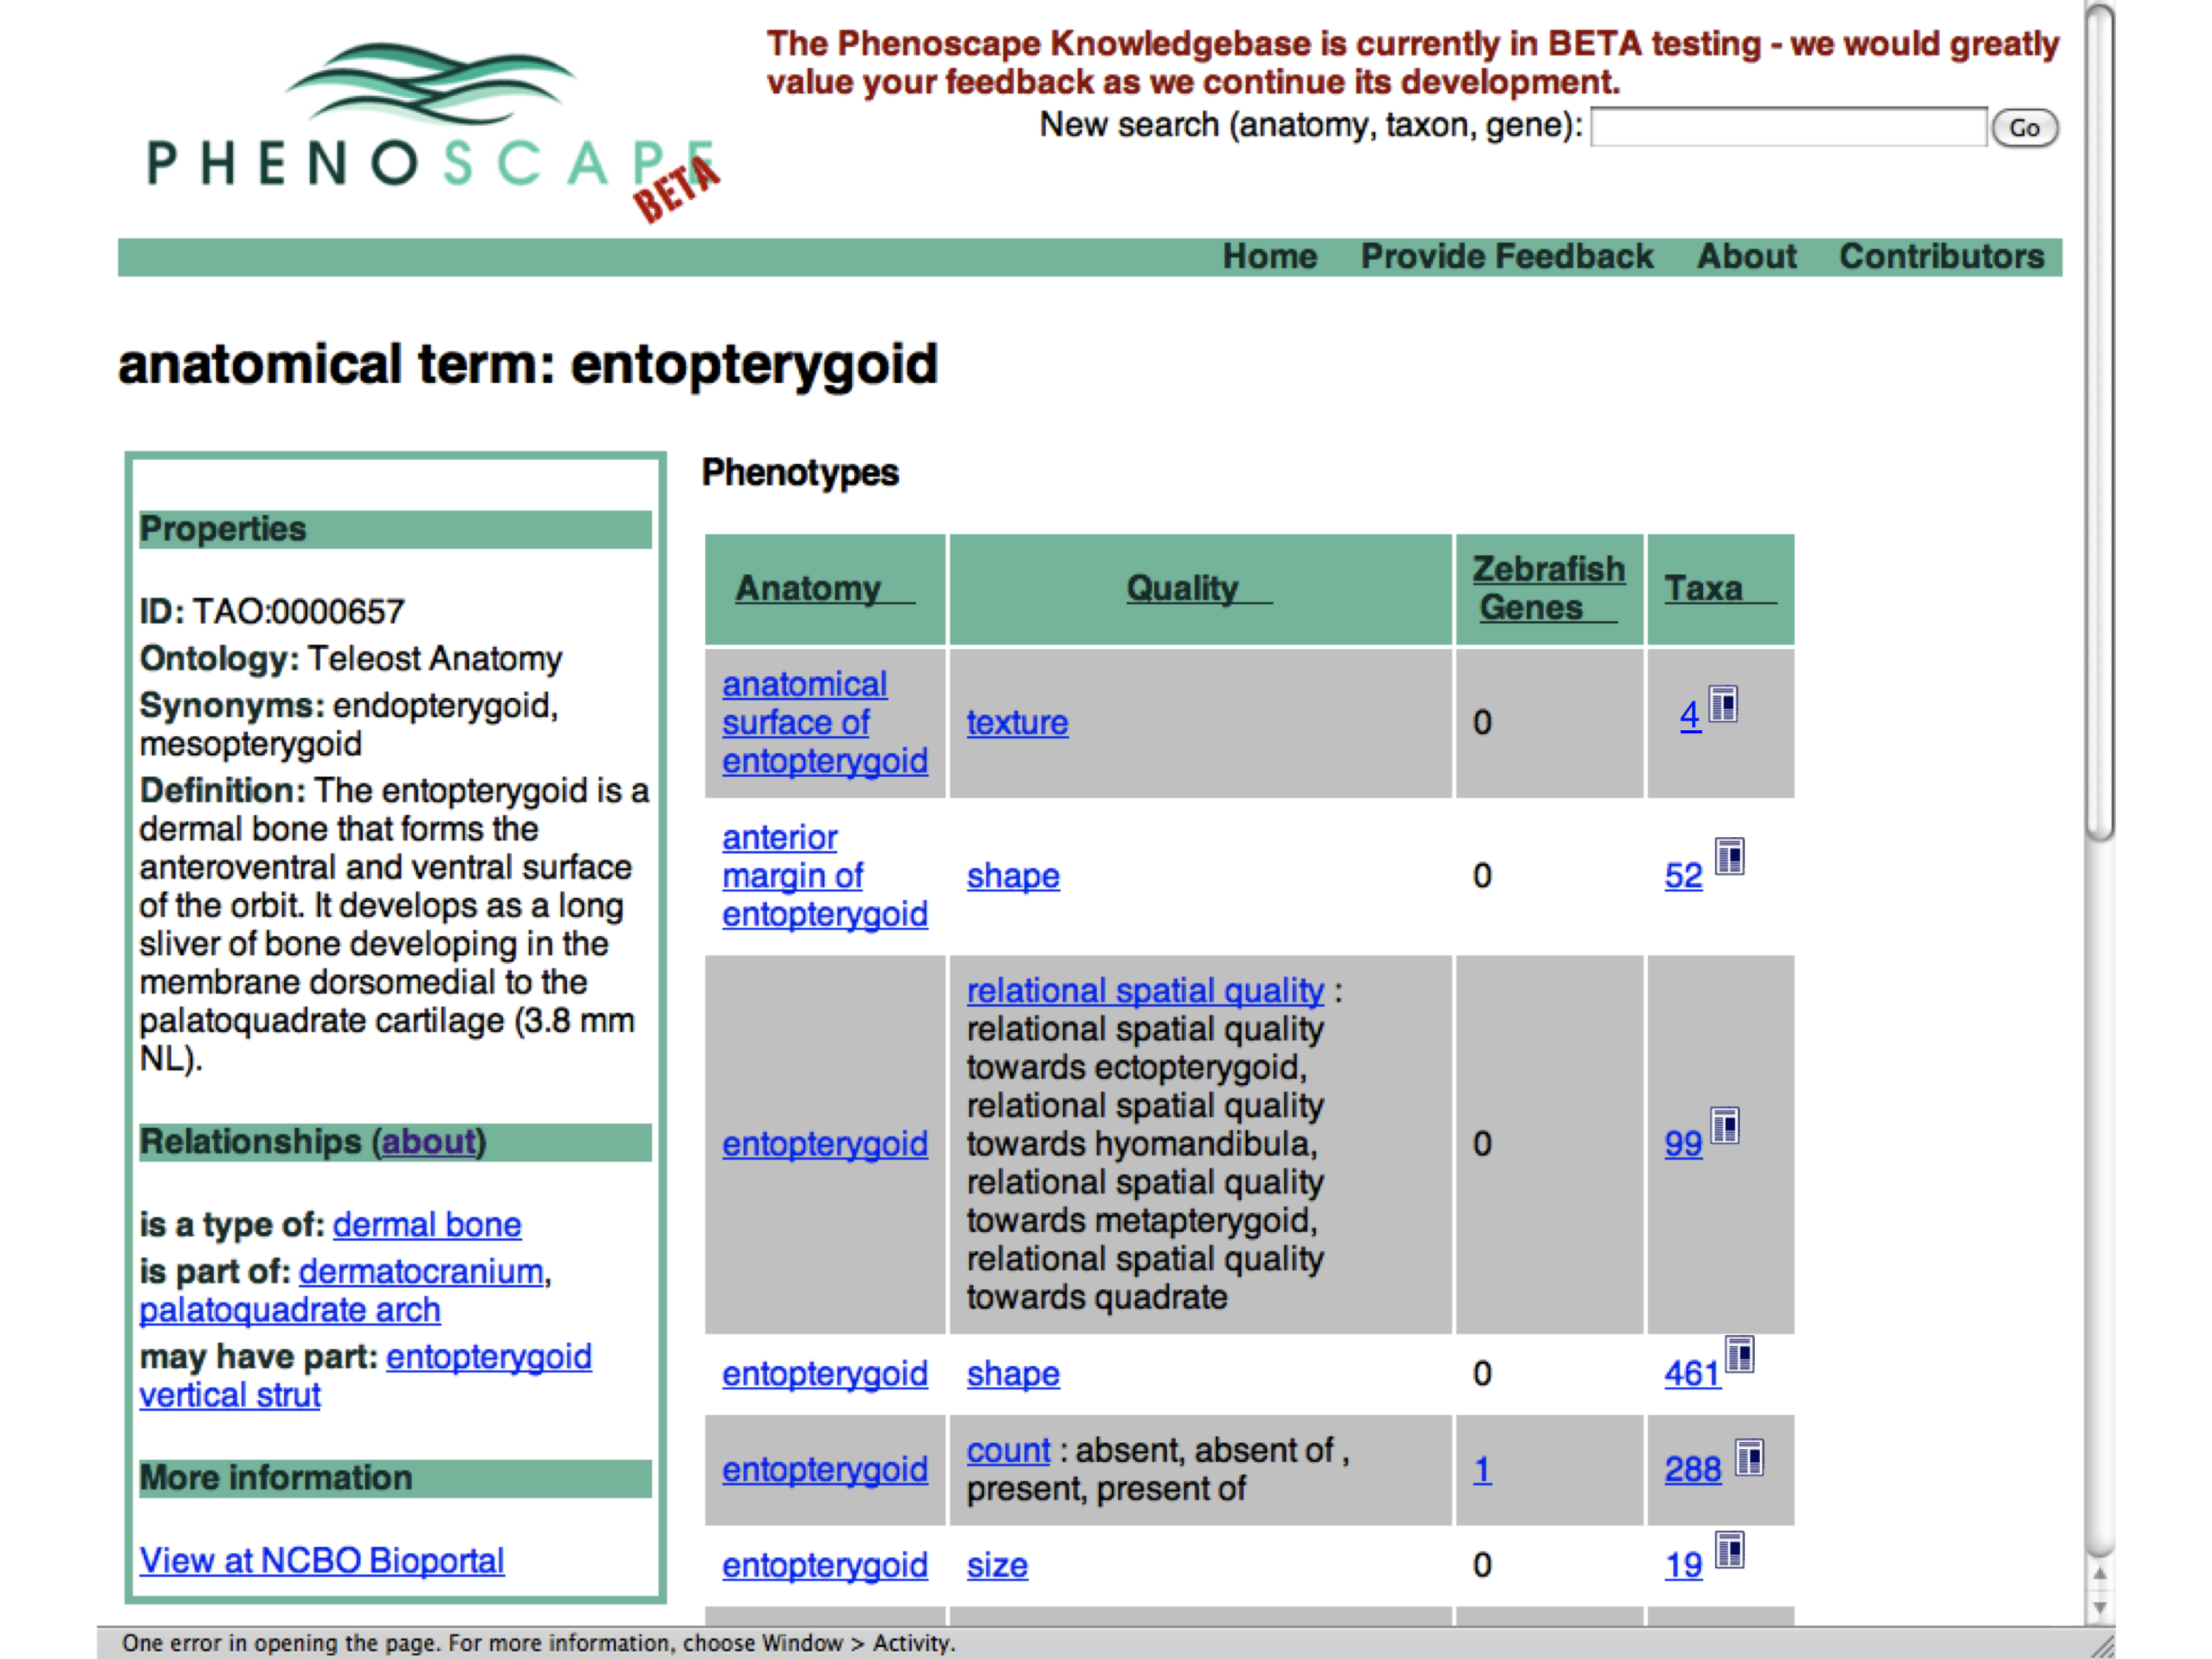 The Phenoscape Knowledgebase is currently in BETA testing - we would greatly
value your feedback as we continue its development.
New search (anatomy, taxon, gene):
Go
PHENOSCAPE
BETA
Home Provide Feedback About Contributors
anatomical term: entopterygoid
Properties
ID: TAO:0000657
Ontology: Teleost Anatomy
Synonyms: endopterygoid,
mesopterygoid
Definition: The entopterygoid is a
dermal bone that forms the
anteroventral and ventral surface
of the orbit. It develops as a long
sliver of bone developing in the
membrane dorsomedial to the
palatoquadrate cartilage (3.8 mm
NL).
Relationships (about)
is a type of: dermal bone
is part of: dermatocranium,
palatoquadrate arch
may have part: entopterygoid
vertical strut
More information
View at NCBO Bioportal
Phenotypes
Anatomy
Quality
Zebrafish
Genes
Taxa
anatomical
surface of
entopterygoid
texture
0
4
anterior
margin of
entopterygoid
shape
0
52
entopterygoid
relational spatial quality :
relational spatial quality
towards ectopterygoid,
relational spatial quality
towards hyomandibula,
relational spatial quality
towards metapterygoid,
relational spatial quality
towards quadrate
0
99
entopterygoid
shape
0
461
entopterygoid
count : absent, absent of ,
present, present of
1
288
entopterygoid
size
0
19
One error in opening the page. For more information, choose Window > Activity.